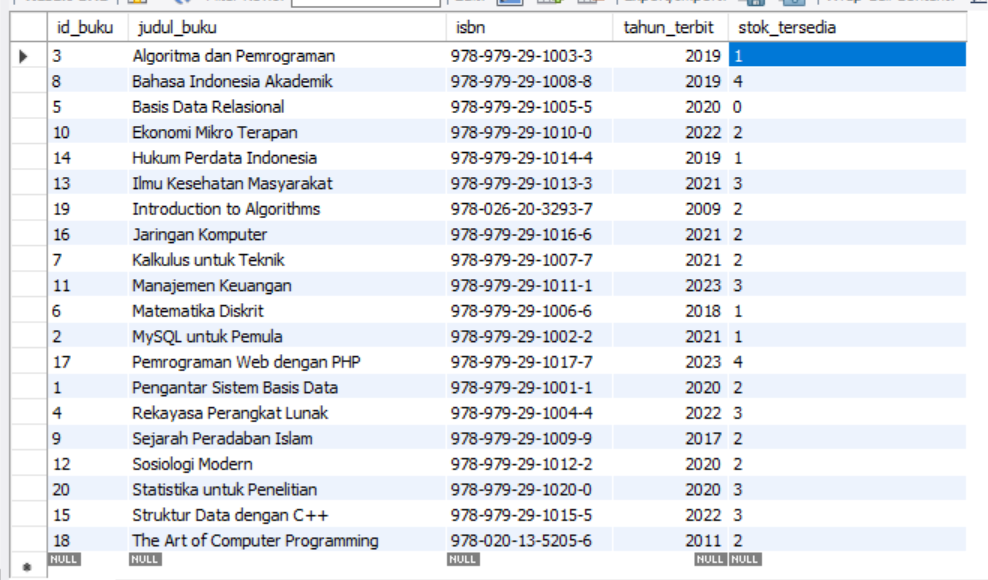 id_buku judul_buku isbn tahun_terbit stok_tersedia
3 Algoritma dan Pemrograman 978-979-29-1003-3 2019 1
8 Bahasa Indonesia Akademik 978-979-29-1008-8 2019 4
5 Basis Data Relasional 978-979-29-1005-5 2020 0
10 Ekonomi Mikro Terapan 978-979-29-1010-0 2022 2
14 Hukum Perdata Indonesia 978-979-29-1014-4 2019 1
13 Ilmu Kesehatan Masyarakat 978-979-29-1013-3 2021 3
19 Introduction to Algorithms 978-026-20-3293-7 2009 2
16 Jaringan Komputer 978-979-29-1016-6 2021 2
7 Kalkulus untuk Teknik 978-979-29-1007-7 2021 2
11 Manajemen Keuangan 978-979-29-1011-1 2023 3
6 Matematika Diskrit 978-979-29-1006-6 2018 1
2 MySQL untuk Pemula 978-979-29-1002-2 2021 1
17 Pemrograman Web dengan PHP 978-979-29-1017-7 2023 4
1 Pengantar Sistem Basis Data 978-979-29-1001-1 2020 2
4 Rekayasa Perangkat Lunak 978-979-29-1004-4 2022 3
9 Sejarah Peradaban Islam 978-979-29-1009-9 2017 2
12 Sosiologi Modern 978-979-29-1012-2 2020 2
20 Statistika untuk Penelitian 978-979-29-1020-0 2020 3
15 Struktur Data dengan C++ 978-979-29-1015-5 2022 3
18 The Art of Computer Programming 978-020-13-5205-6 2011 2
NULL NULL NULL NULL NULL